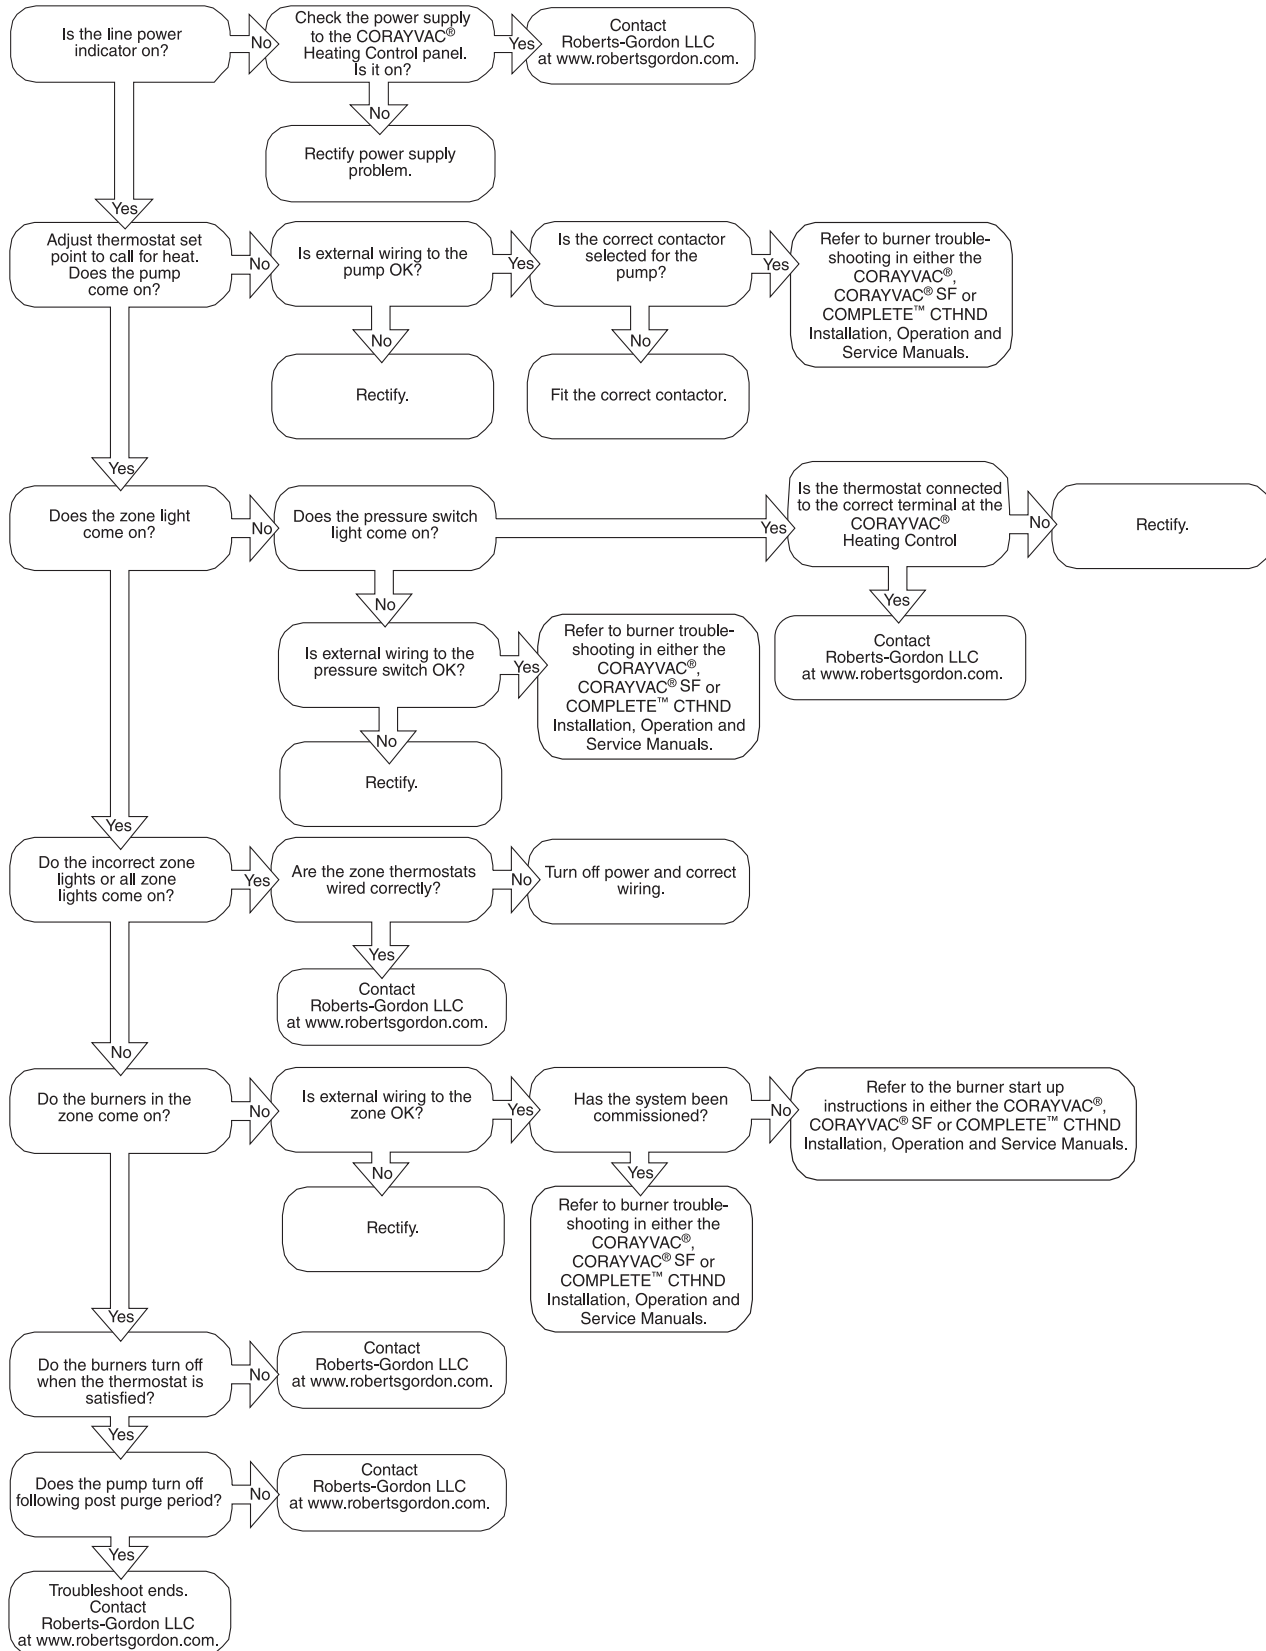 Is the line power
indicator on?
No
Check the power supply
to the CORAYVAC®
Heating Control panel.
Is it on?
Yes
Contact
Roberts-Gordon LLC
at www.robertsgordon.com.
No
Rectify power supply
problem.
Yes
Adjust thermostat set
point to call for heat.
Does the pump
come on?
No
Is external wiring to the
pump OK?
Yes
Is the correct contactor
selected for the
pump?
Yes
Refer to burner trouble-
shooting in either the
CORAYVAC®,
CORAYVAC® SF or
COMPLETE™ CTHND
Installation, Operation and
Service Manuals.
No
Rectify.
No
Fit the correct contactor.
Yes
Does the zone light
come on?
No
Does the pressure switch
light come on?
Yes
Is the thermostat connected
to the correct terminal at the
CORAYVAC®
Heating Control
No
Rectify.
Yes
Contact
Roberts-Gordon LLC
at www.robertsgordon.com.
No
Is external wiring to the
pressure switch OK?
Yes
Refer to burner trouble-
shooting in either the
CORAYVAC®,
CORAYVAC® SF or
COMPLETE™ CTHND
Installation, Operation and
Service Manuals.
No
Rectify.
Yes
Do the incorrect zone
lights or all zone
lights come on?
Yes
Are the zone thermostats
wired correctly?
No
Turn off power and correct
wiring.
Yes
Contact
Roberts-Gordon LLC
at www.robertsgordon.com.
No
Do the burners in the
zone come on?
No
Is external wiring to the
zone OK?
Yes
Has the system been
commissioned?
No
Refer to the burner start up
instructions in either the CORAYVAC®,
CORAYVAC® SF or COMPLETE™ CTHND
Installation, Operation and Service Manuals.
No
Rectify.
Yes
Refer to burner trouble-
shooting in either the
CORAYVAC®,
CORAYVAC® SF or
COMPLETE™ CTHND
Installation, Operation and
Service Manuals.
Yes
Do the burners turn off
when the thermostat is
satisfied?
No
Contact
Roberts-Gordon LLC
at www.robertsgordon.com.
Yes
Does the pump turn off
following post purge period?
No
Contact
Roberts-Gordon LLC
at www.robertsgordon.com.
Yes
Troubleshoot ends.
Contact
Roberts-Gordon LLC
at www.robertsgordon.com.